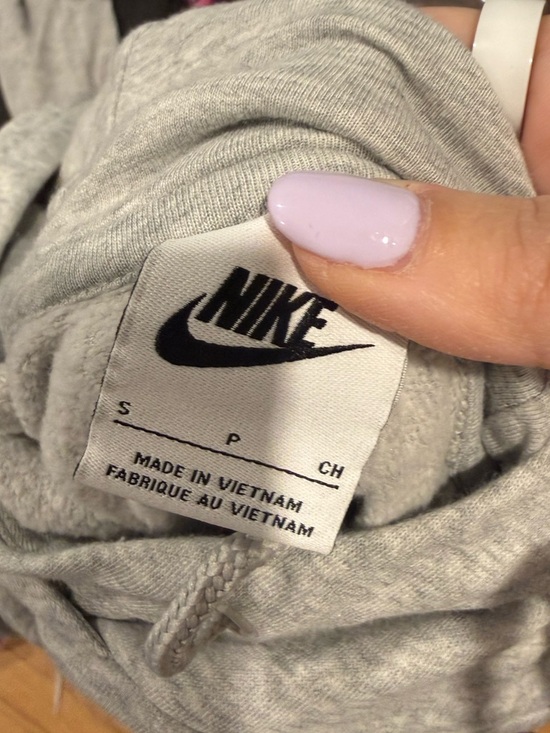 NIKE
S P CH
MADE IN VIETNAM
FABRIQUE AU VIETNAM